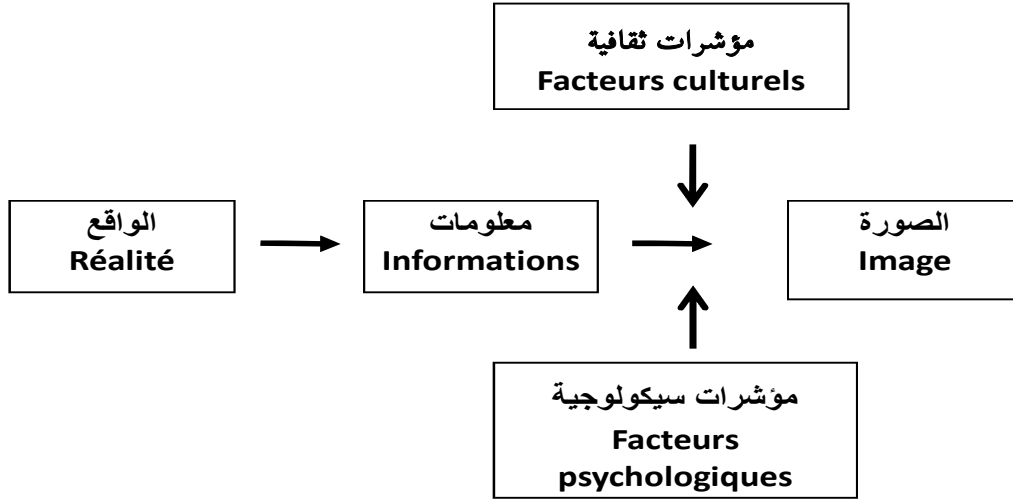 مؤشرات ثقافية
Facteurs culturels
الواقع
Réalité
معلومات
Informations
الصورة
Image
مؤشرات سيكولوجية
Facteurs
psychologiques